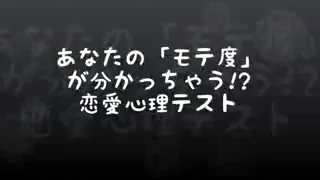 あなたの「モテ度」
が分かっちゃう!?
恋愛心理テスト